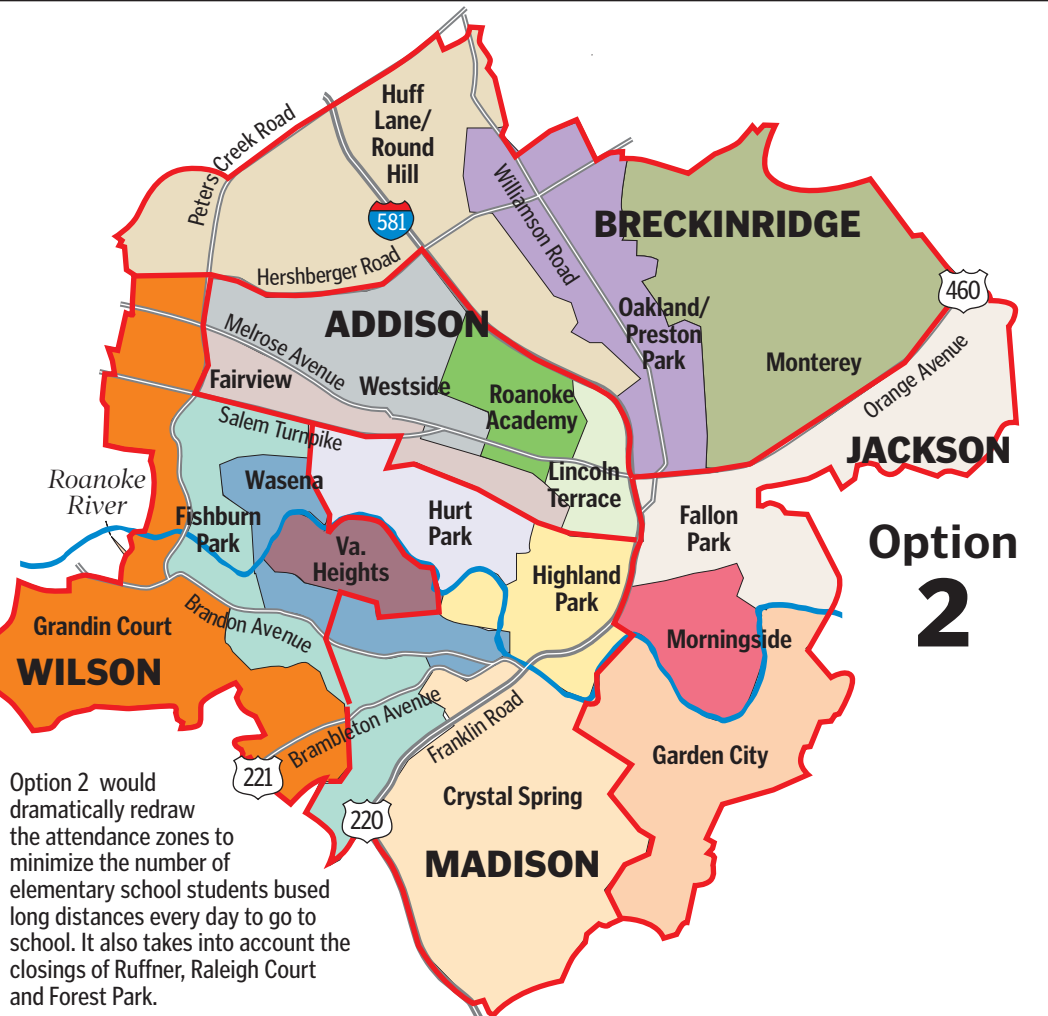 Huff
Lane/
Round
Hill
Peters Creek Road
581
Williamson Road
BRECKINRIDGE
Hershberger Road
460
ADDISON
Oakland/
Preston
Park
Melrose Avenue
Monterey
Orange Avenue
Fairview
Westside
Roanoke
Academy
Salem Turnpike
JACKSON
Roanoke
River
Wasena
Lincoln
Terrace
Fishburn
Park
Hurt
Park
Fallon
Park
Va.
Heights
Highland
Park
Option
2
Grandin Court
WILSON
Brandon Avenue
Morningside
Brambleton Avenue
Franklin Road
Garden City
221
220
Crystal Spring
MADISON
Option 2 would
dramatically redraw
the attendance zones to
minimize the number of
elementary school students bused
long distances every day to go to
school. It also takes into account the
closings of Ruffner, Raleigh Court
and Forest Park.